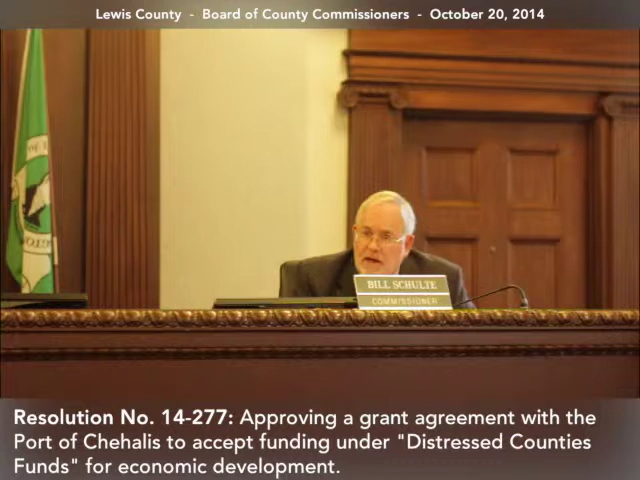 Lewis County - Board of County Commissioners - October 20, 2014
BILL SCHULTE
COMMISSIONER
Resolution No. 14-277: Approving a grant agreement with the
Port of Chehalis to accept funding under "Distressed Counties
Funds" for economic development.